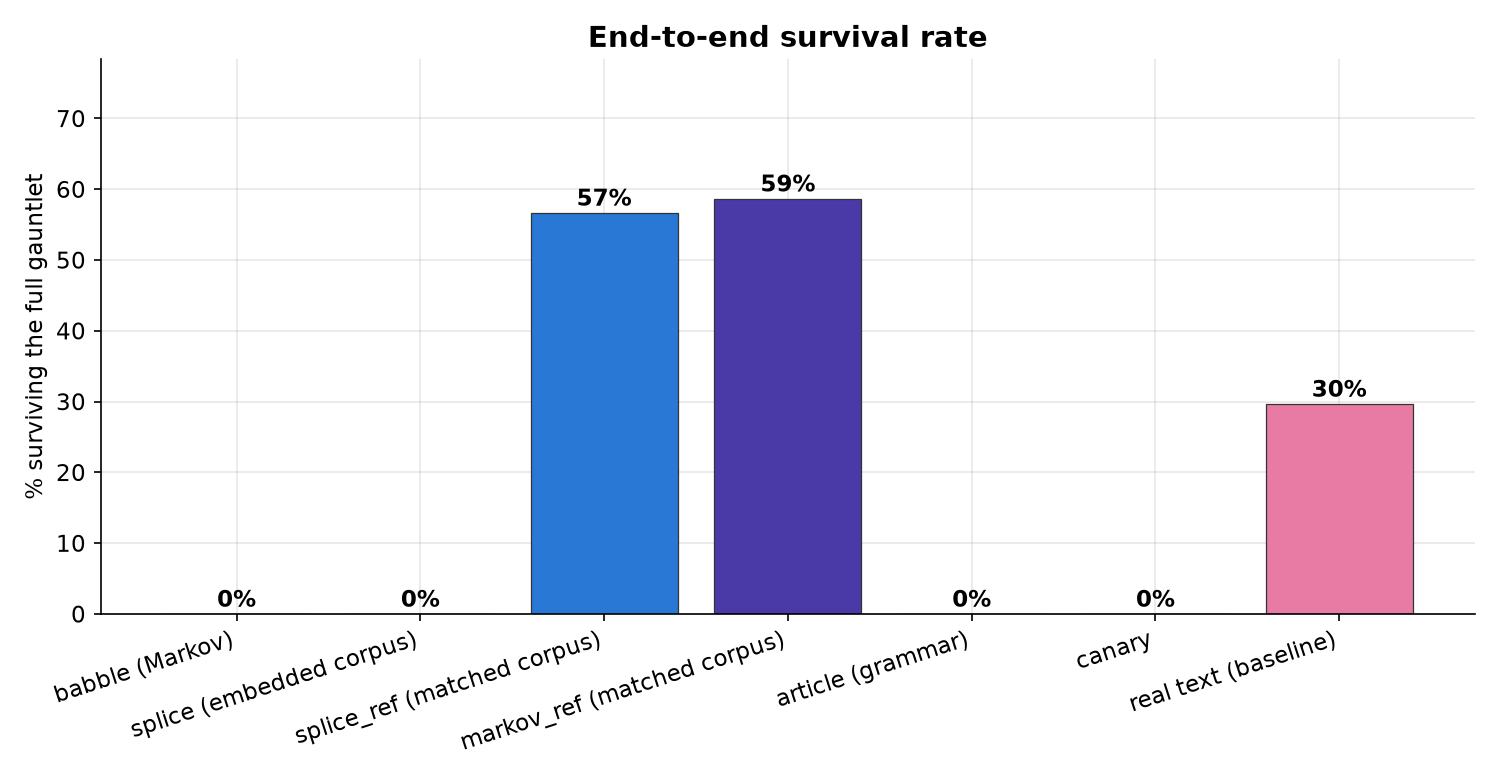 End-to-end survival rate
% surviving the full gauntlet
70
60
50
40
30
20
10
0
0%
0%
57%
59%
0%
0%
30%
babble (Markov)
splice (embedded corpus)
splice_ref (matched corpus)
markov_ref (matched corpus)
article (grammar)
canary
real text (baseline)